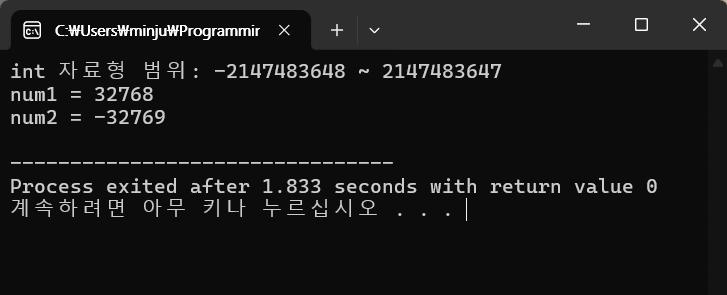 C:₩Users₩minju₩Programmir
int 자료형 범위: -2147483648 ~ 2147483647
num1 = 32768
num2 = -32769
--------------------------------
Process exited after 1.833 seconds with return value 0
계속하려면 아무 키나 누르십시오 . . .